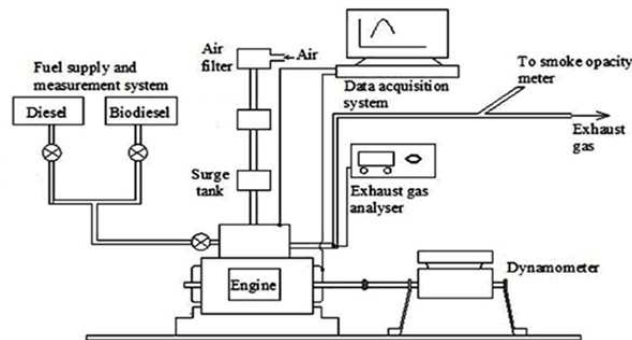 Fuel supply and
measurement system
Diesel
Biodiesel
Air
filter
Air
Data acquisition
system
To smoke opacity
meter
Exhaust
gas
Surge
tank
Exhaust gas
analyser
Engine
Dynamometer